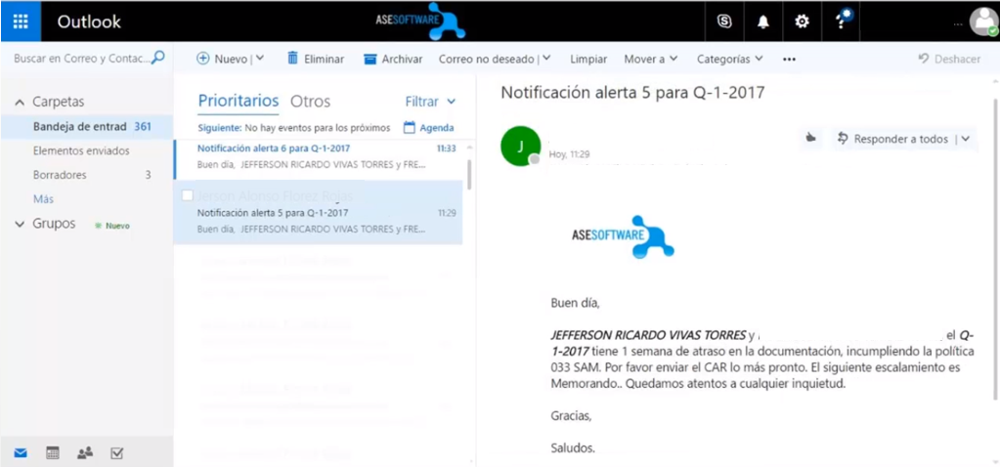 Outlook
ASESOFTWARE
...
Buscar en Correo y Contac...
Nuevo
Eliminar
Archivar
Correo no deseado
Limpiar
Mover a
Categorías
...
Deshacer
Carpetas
Bandeja de entrad 361
Elementos enviados
Borradores 3
Más
Grupos Nuevo
Prioritarios Otros Filtrar
Siguiente: No hay eventos para los próximos Agenda
Notificación alerta 6 para Q-1-2017 11:33
Buen día, JEFFERSON RICARDO VIVAS TORRES y FRE...
Notificación alerta 5 para Q-1-2017 11:29
Buen día, JEFFERSON RICARDO VIVAS TORRES y FRE...
Notificación alerta 5 para Q-1-2017
J
Hoy, 11:29
Responder a todos
ASESOFTWARE
Buen día,
JEFFERSON RICARDO VIVAS TORRES y el Q-
1-2017 tiene 1 semana de atraso en la documentación, incumpliendo la política
033 SAM. Por favor enviar el CAR lo más pronto. El siguiente escalamiento es
Memorando.. Quedamos atentos a cualquier inquietud.
Gracias,
Saludos.